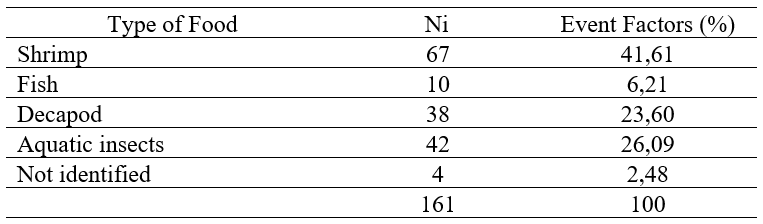 Type of Food Ni Event Factors (%)
Shrimp 67 41,61
Fish 10 6,21
Decapod 38 23,60
Aquatic insects 42 26,09
Not identified 4 2,48
161 100